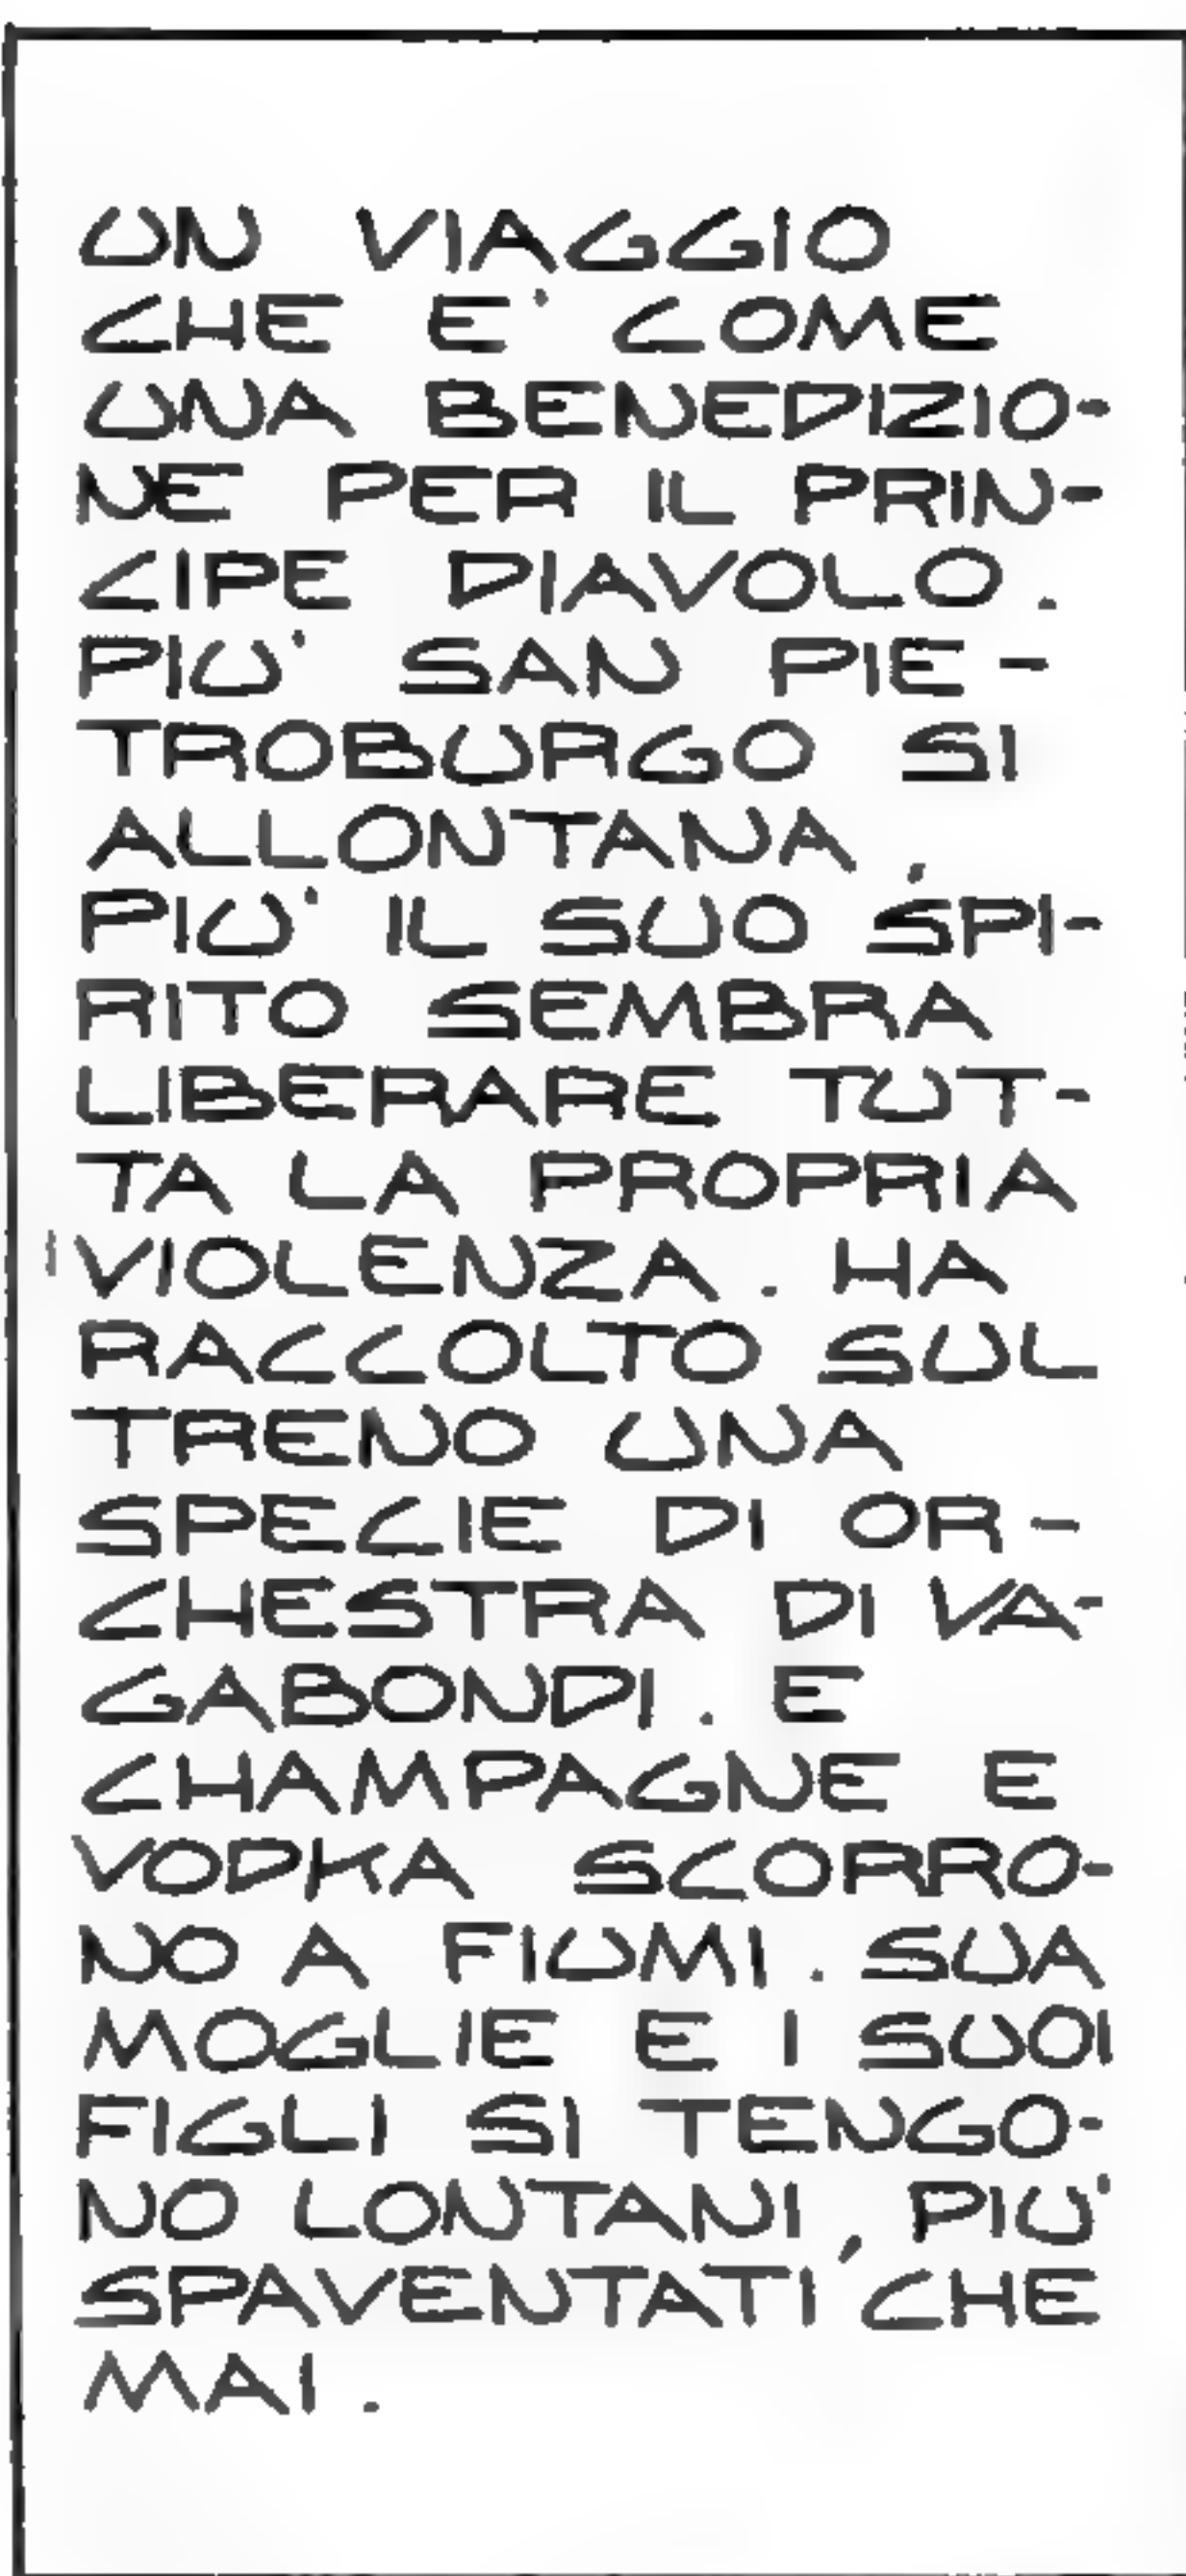 UN VIAGGIO
CHE E' COME
UNA BENEDIZIO-
NE PER IL PRIN-
CIPE DIAVOLO.
PIU' SAN PIE-
TROBURGO SI
ALLONTANA,
PIU' IL SUO SPI-
RITO SEMBRA
LIBERARE TUT-
TA LA PROPRIA
VIOLENZA. HA
RACCOLTO SUL
TRENO UNA
SPECIE DI OR-
CHESTRA DI VA-
GABONDI. E
CHAMPAGNE E
VODKA SCORRO-
NO A FIUMI. SUA
MOGLIE E I SUOI
FIGLI SI TENGO-
NO LONTANI, PIU'
SPAVENTATI CHE
MAI.